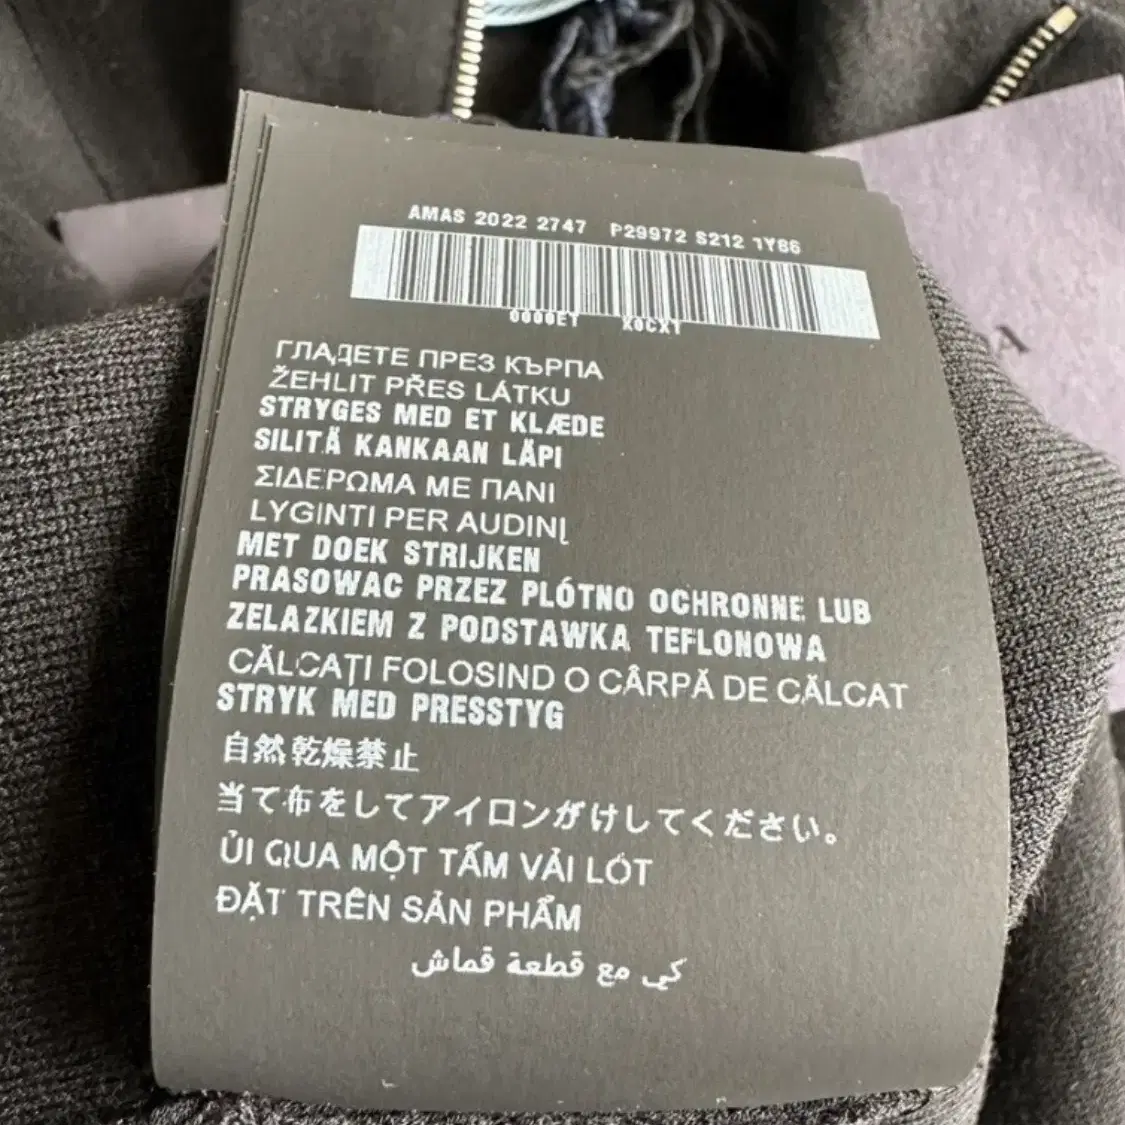 AMAS 2022 2747 P29972 S212 1Y86
0000ET X0CX1
ГЛАДЕТЕ ПРЕЗ КЪРПА
ŽEHLIT PŘES LÁTKU
STRYGES MED ET KLÆDE
SILITÄ KANKAAN LÄPI
ΣΙΔΕΡΩΜΑ ΜΕ ΠΑΝΙ
LYGINTI PER AUDINĮ
MET DOEK STRIJKEN
PRASOWAC PRZEZ PLÓTNO OCHRONNE LUB
ZELAZKIEM Z PODSTAWKA TEFLONOWA
CĂLCAȚI FOLOSIND O CÂRPĂ DE CĂLCAT
STRYK MED PRESSTYG
自然乾燥禁止
当て布をしてアイロンがけしてください。
ỦI QUA MỘT TẤM VẢI LÓT
ĐẶT TRÊN SẢN PHẨM
كي مع قطعة قماش